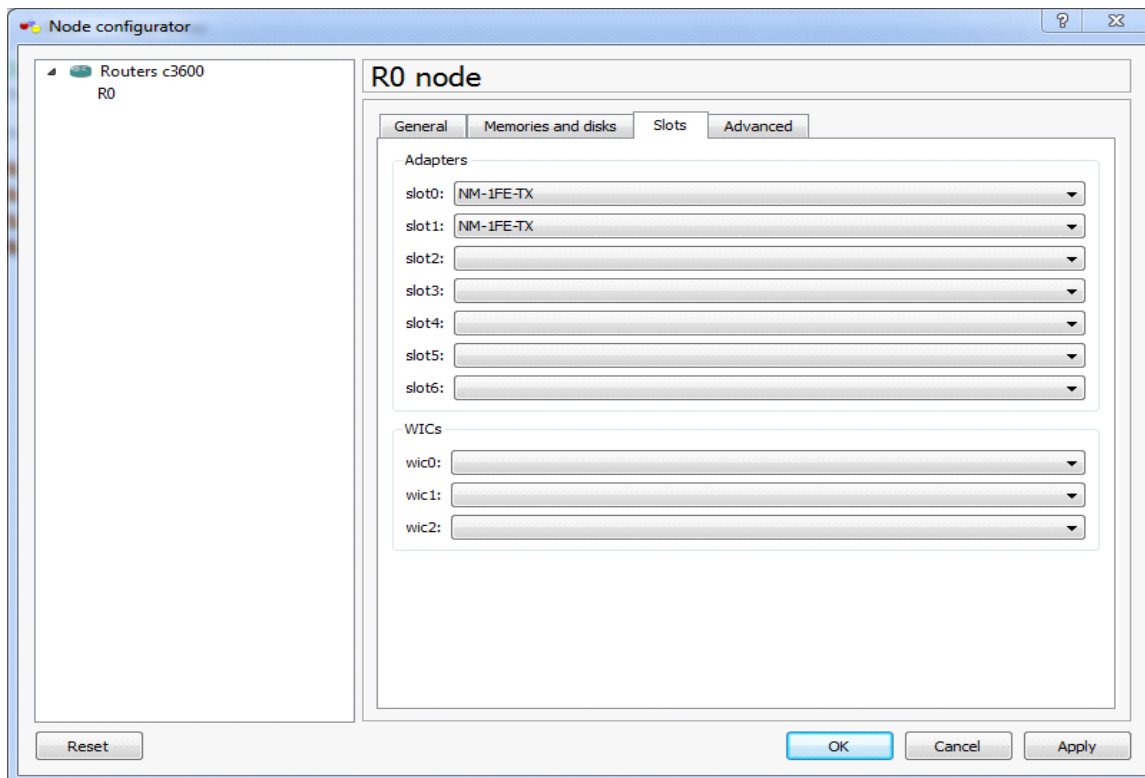 Node configurator
Routers c3600
R0
R0 node
General Memories and disks Slots Advanced
Adapters
slot0: NM-1FE-TX
slot1: NM-1FE-TX
slot2:
slot3:
slot4:
slot5:
slot6:
WICs
wic0:
wic1:
wic2:
Reset OK Cancel Apply